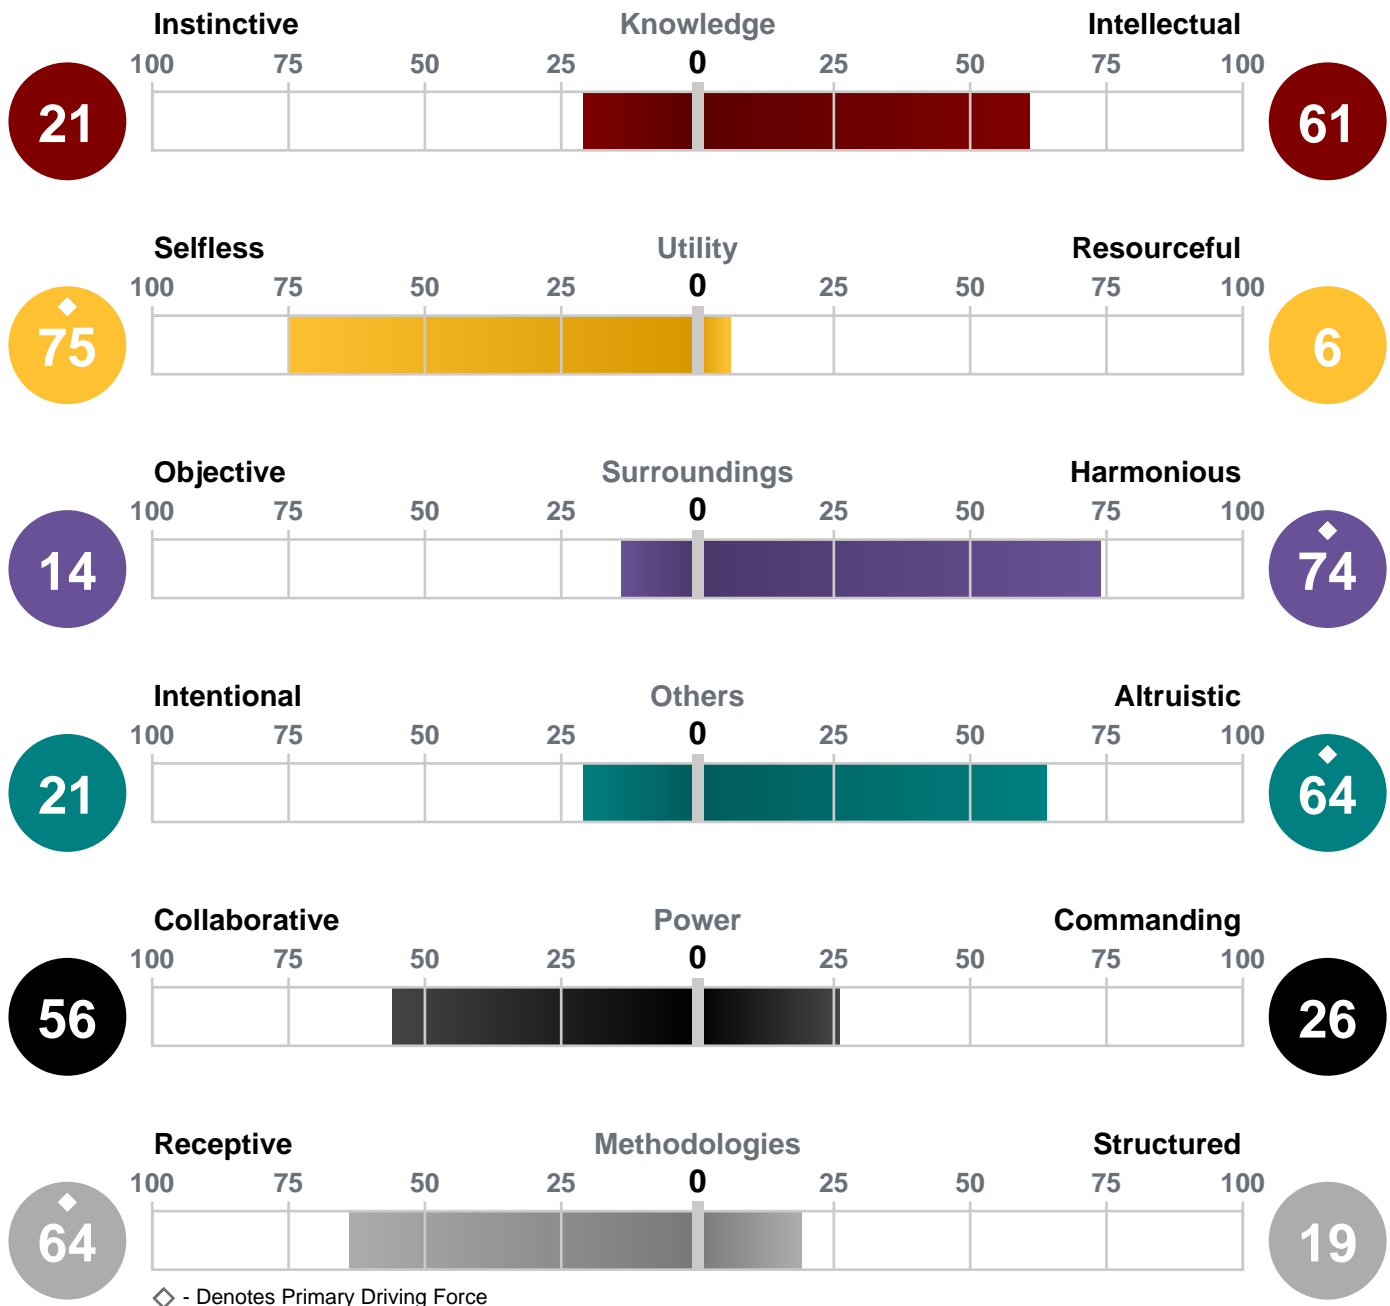 Instinctive Knowledge Intellectual
100 75 50 25 0 25 50 75 100
21 61
Selfless Utility Resourceful
100 75 50 25 0 25 50 75 100
75 6
Objective Surroundings Harmonious
100 75 50 25 0 25 50 75 100
14 74
Intentional Others Altruistic
100 75 50 25 0 25 50 75 100
21 64
Collaborative Power Commanding
100 75 50 25 0 25 50 75 100
56 26
Receptive Methodologies Structured
100 75 50 25 0 25 50 75 100
64 19
- Denotes Primary Driving Force